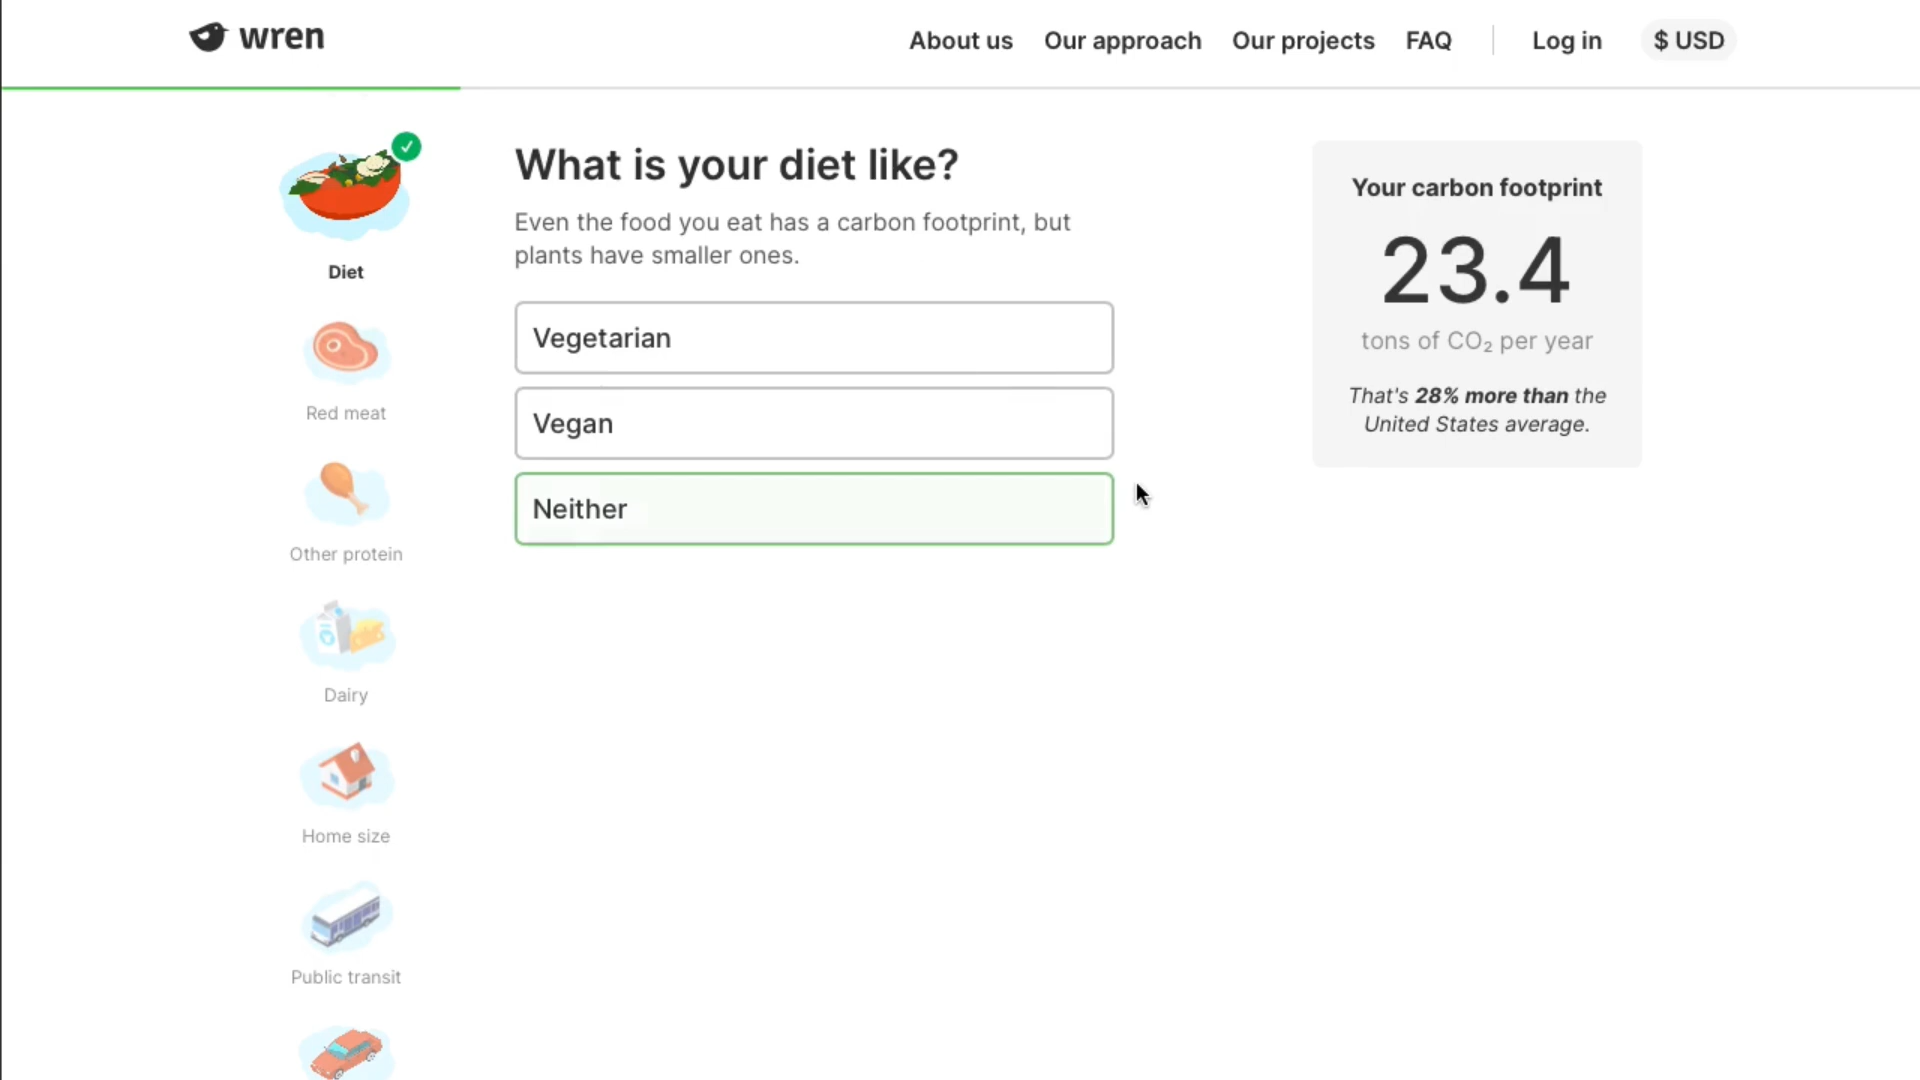 wren
About us
Our approach
Our projects
FAQ
Log in
$ USD
Diet
Red meat
Other protein
Dairy
Home size
Public transit
What is your diet like?
Even the food you eat has a carbon footprint, but
plants have smaller ones.
Vegetarian
Vegan
Neither
Your carbon footprint
23.4
tons of CO₂ per year
That's 28% more than the
United States average.